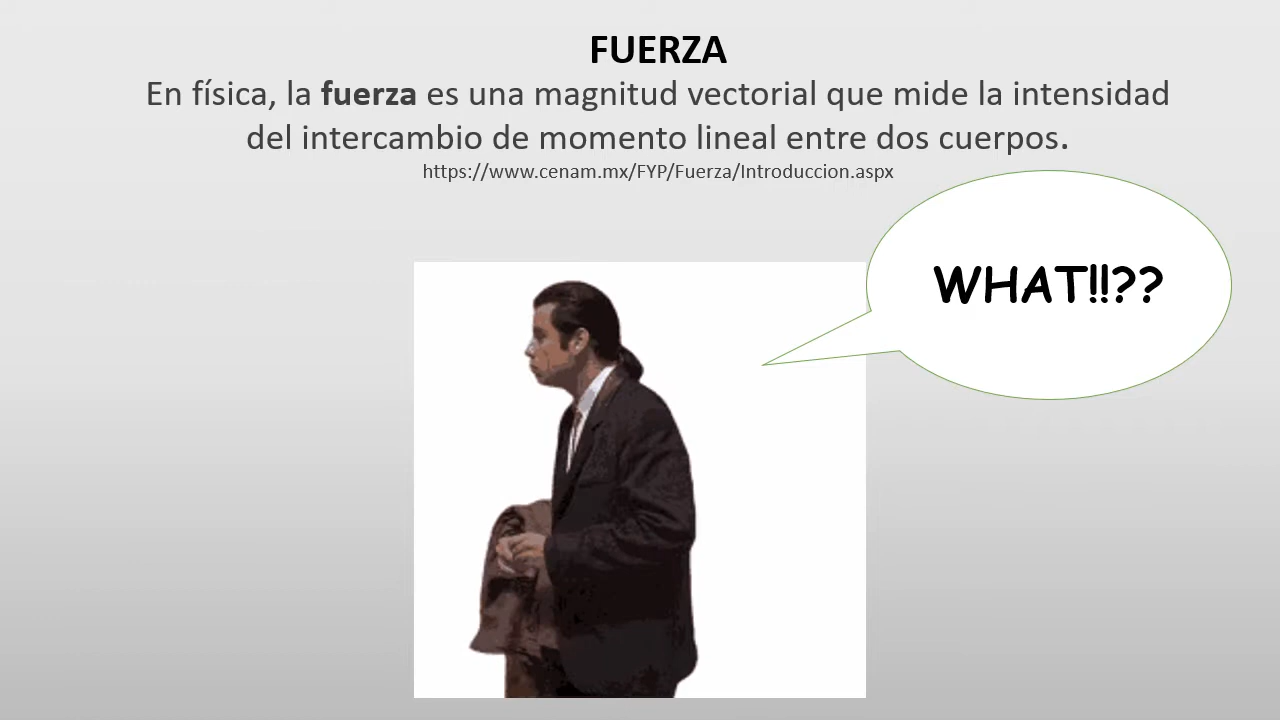 FUERZA
En física, la fuerza es una magnitud vectorial que mide la intensidad
del intercambio de momento lineal entre dos cuerpos.
https://www.cenam.mx/FYP/Fuerza/Introduccion.aspx
WHAT!!??